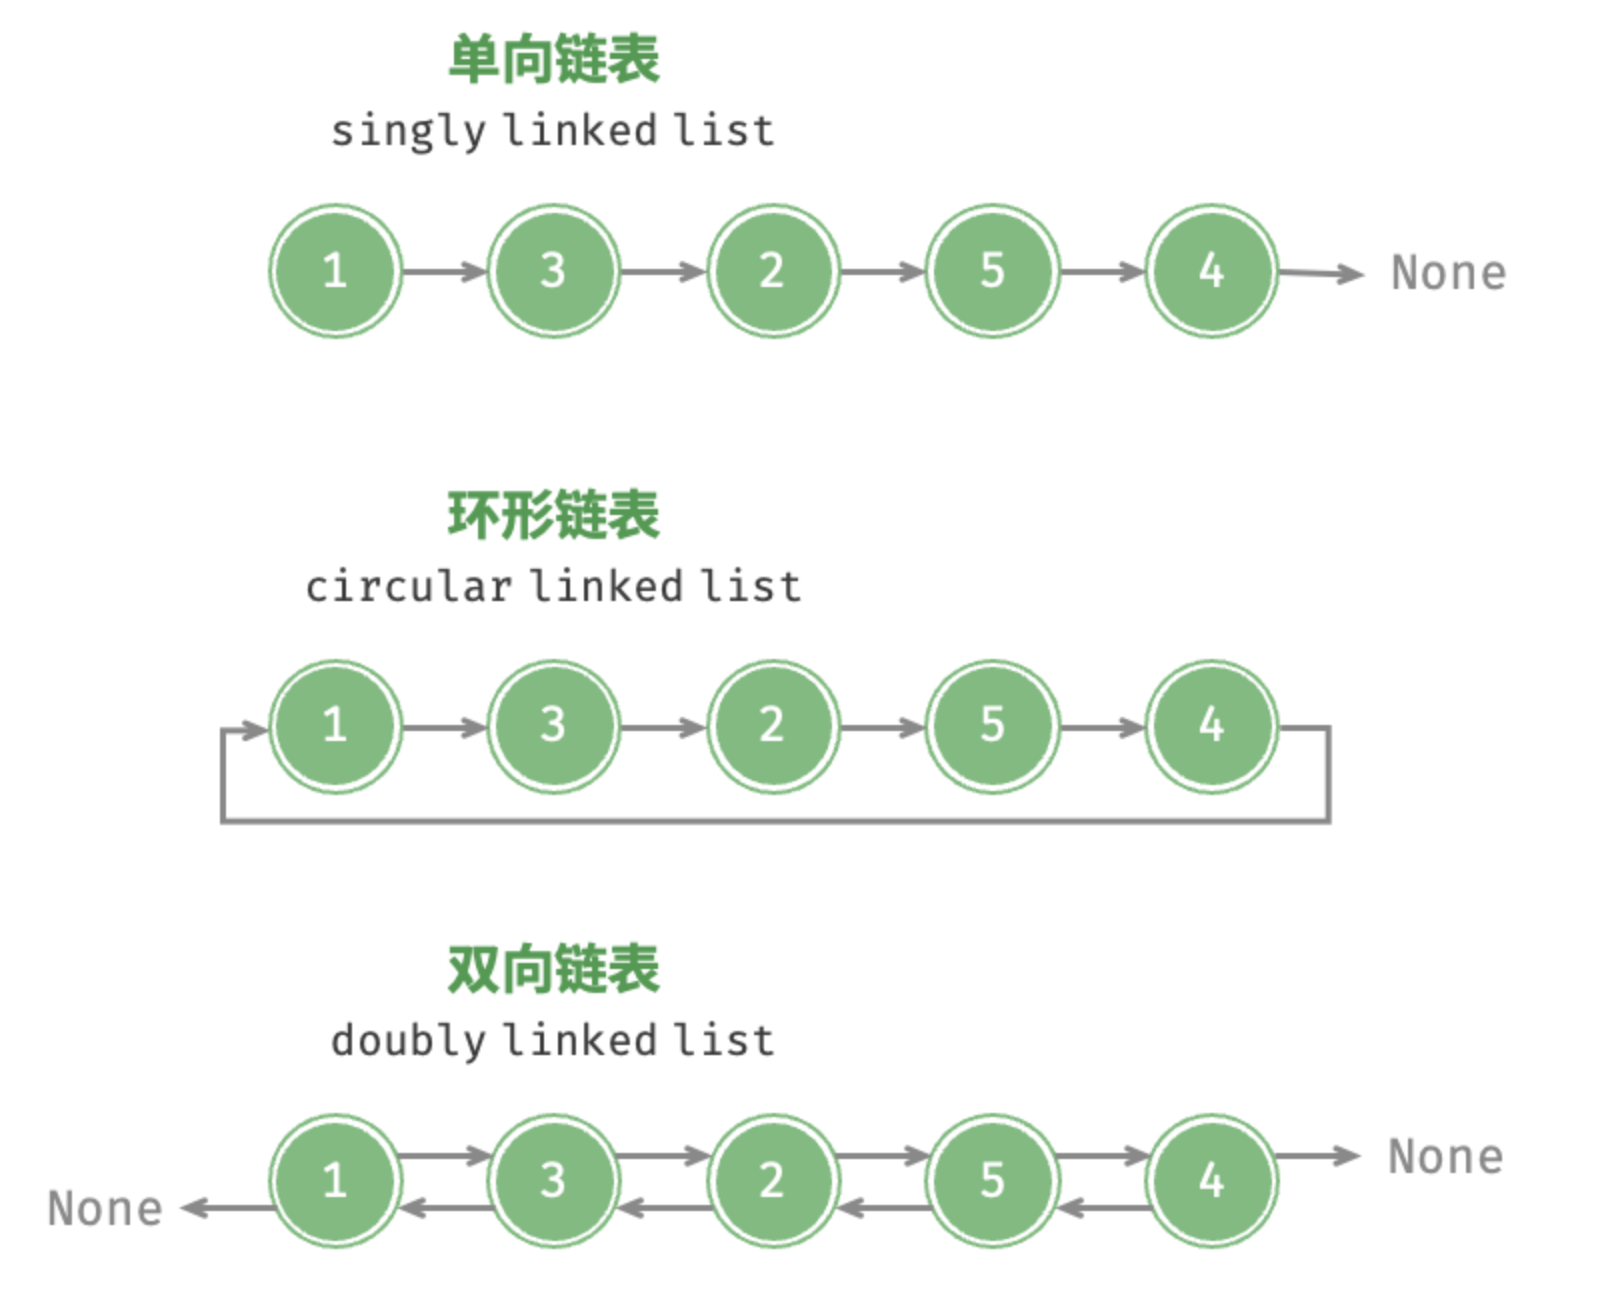 单向链表
singly linked list
1 3 2 5 4 None
环形链表
circular linked list
1 3 2 5 4
双向链表
doubly linked list
1 3 2 5 4 None
None